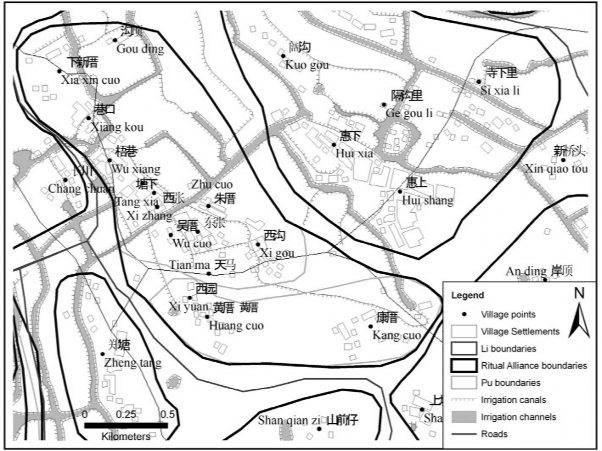 沟
Gou ding
下新厝
Xia xin cuo
港口
Xiang kou
梧巷
Wu xiang
Chang chuan
塘下
Tang xia
西张
Xi zhang
Zhu cuo
朱厝
吴厝
Wu cuo
东张
西沟
Xi gou
Tian ma 天马
西园
Xi yuan
黄厝 黄厝
Huang cuo
康厝
Kang cuo
郑塘
Zheng tang
Shan qian zi 山前仔
隔沟
Kuo gou
隔沟里
Ge gou li
寺下里
Si xia li
惠下
Hui xia
惠上
Hui shang
新桥头
Xin qiao tou
An ding 岸顶
上
Sha
Legend
N
Village points
Village Settlements
Li boundaries
Ritual Alliance boundaries
Pu boundaries
Irrigation canals
Irrigation channels
Roads
0 0.25 0.5
Kilometers